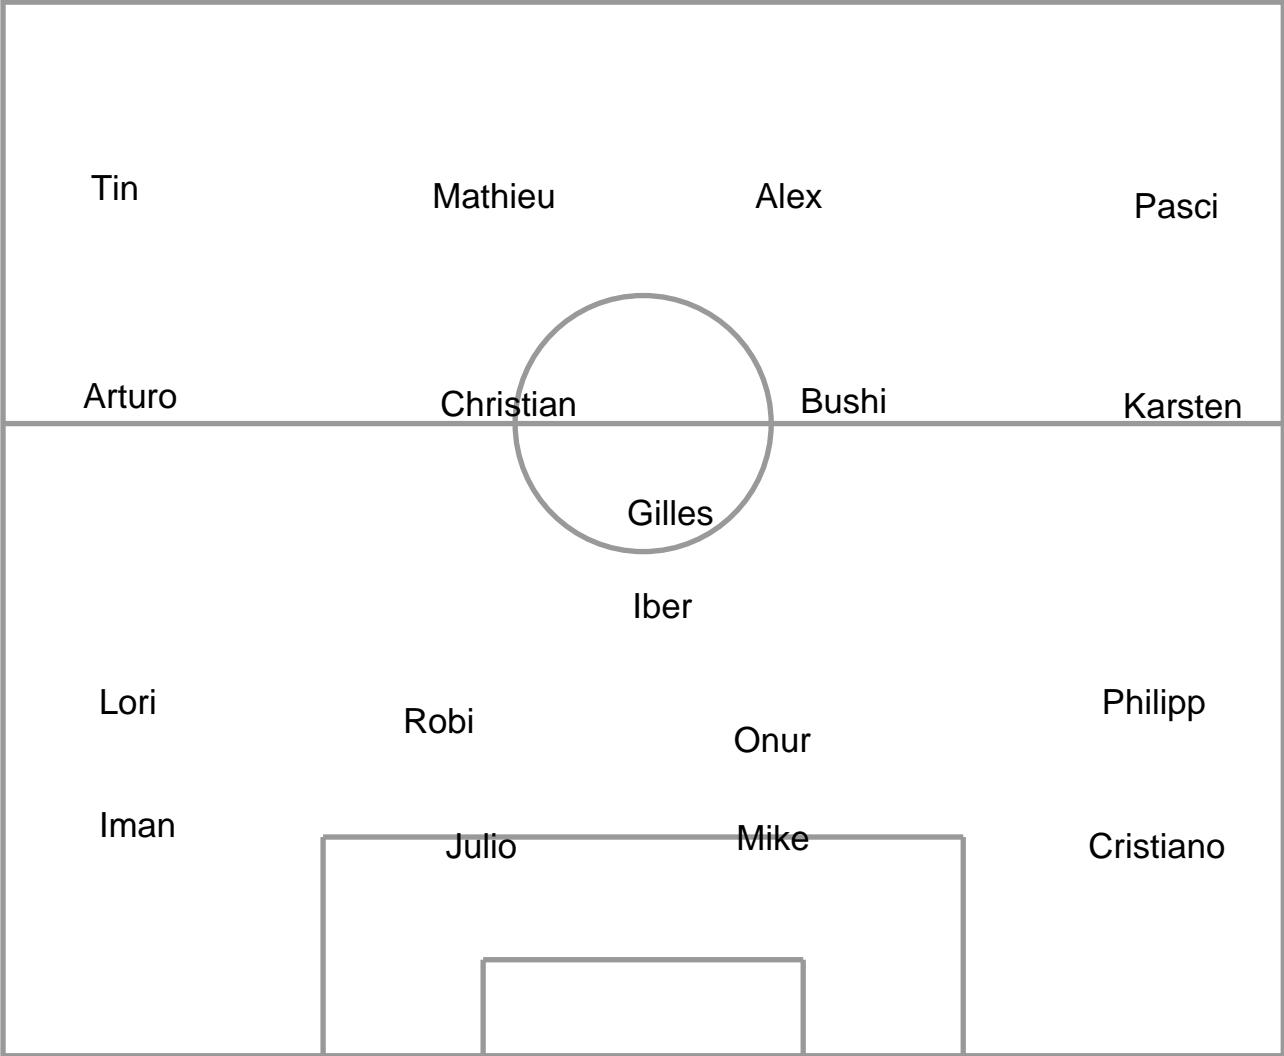 Tin
Mathieu
Alex
Pasci
Arturo
Christian
Bushi
Karsten
Gilles
Iber
Lori
Robi
Onur
Philipp
Iman
Julio
Mike
Cristiano